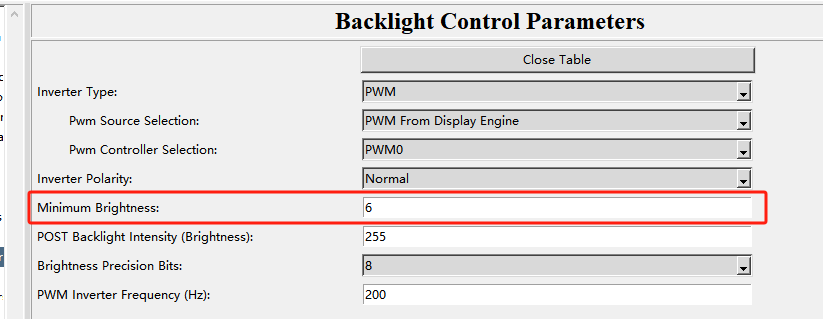 Backlight Control Parameters
Close Table
Inverter Type: PWM
Pwm Source Selection: PWM From Display Engine
Pwm Controller Selection: PWM0
Inverter Polarity: Normal
Minimum Brightness: 6
POST Backlight Intensity (Brightness): 255
Brightness Precision Bits: 8
PWM Inverter Frequency (Hz): 200